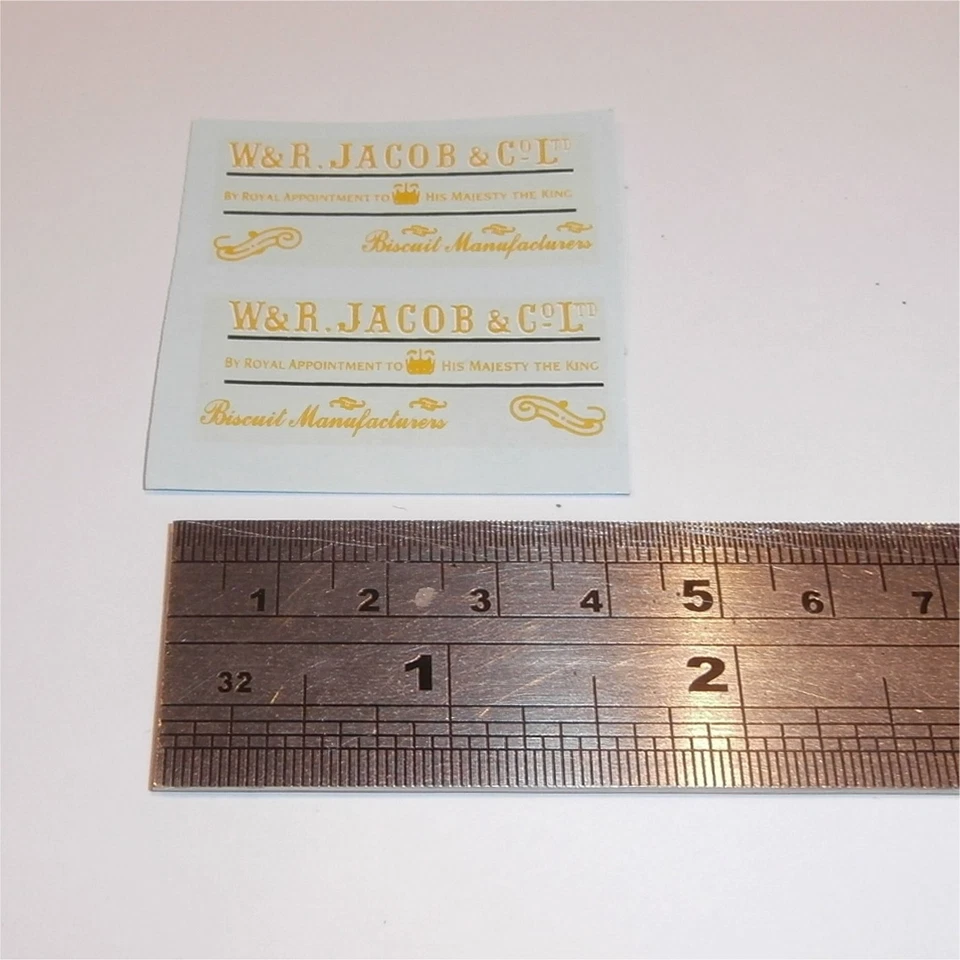 W&R. JACOB & CO LTD
BY ROYAL APPOINTMENT TO HIS MAJESTY THE KING
Biscuit Manufacturers
W&R. JACOB & CO LTD
BY ROYAL APPOINTMENT TO HIS MAJESTY THE KING
Biscuit Manufacturers
1 2 3 4 5 6 7
32 1 2